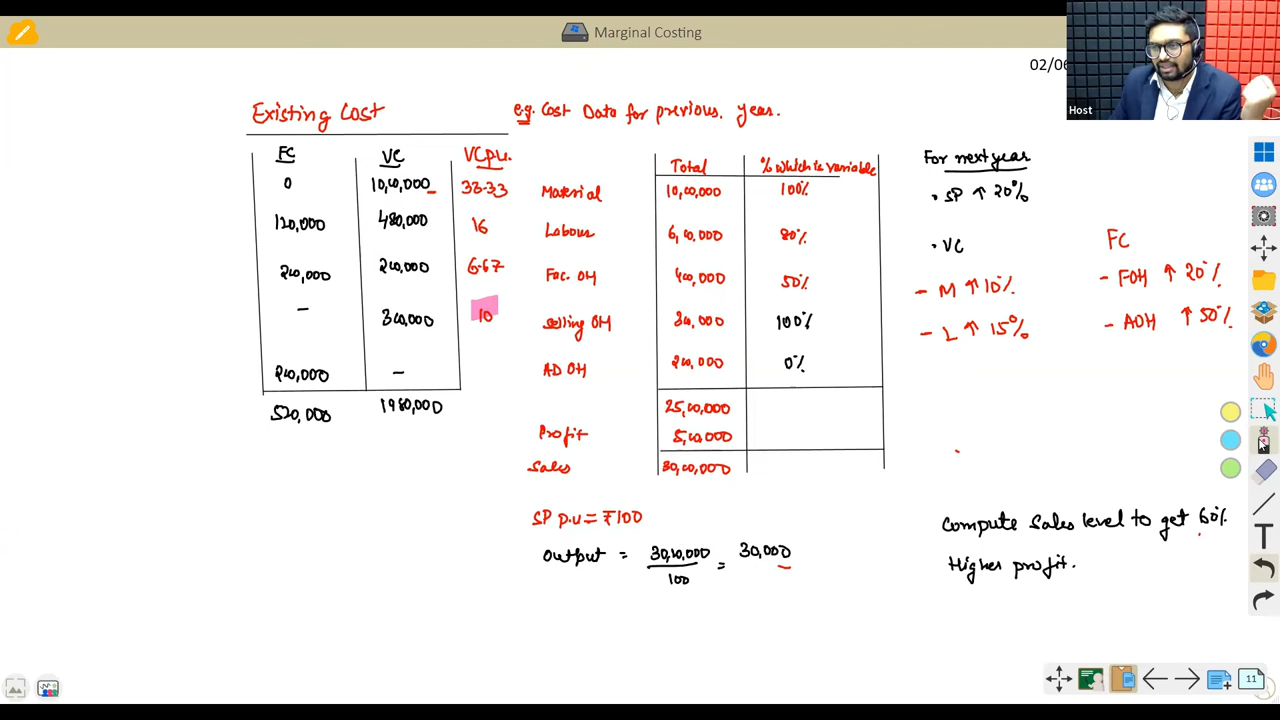 Marginal Costing
02/06
Host
Existing Cost
FC VC VCpu.
0 10,00,000 33.33
120,000 480,000 16
200,000 200,000 6.67
- 300,000 10
200,000 -
520,000 1980,000
e.g. Cost Data for previous. year.
Total % which is variable
Material 10,00,000 100%
Labour 6,00,000 80%
Fac. OH 400,000 50%
Selling OH 300,000 100%
AD OH 200,000 0%
25,00,000
Profit 5,00,000
Sales 30,00,000
SP p.u = ₹100
Output = 30,00,000 / 100 = 30,000
For next year
• SP ↑ 20%
• VC
- M ↑ 10%
- L ↑ 15%
FC
- FOH ↑ 20%
- AOH ↑ 50%
Compute Sales level to get 60%
Higher profit.
T
11